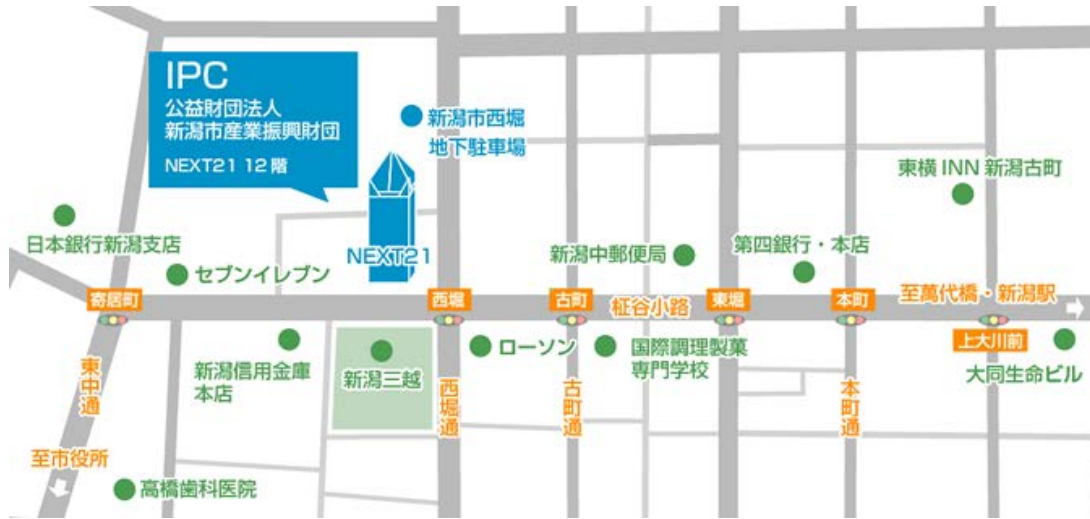 IPC
公益財団法人
新潟市産業振興財団
NEXT21 12階
新潟市西堀
地下駐車場
東横INN 新潟古町
日本銀行新潟支店
セブンイレブン
NEXT21
新潟中郵便局
第四銀行・本店
寄居町
西堀
古町
柾谷小路
東堀
本町
至萬代橋・新潟駅
上大川前
東中通
新潟信用金庫
本店
新潟三越
西堀通
ローソン
古町通
国際調理製菓
専門学校
本町通
大同生命ビル
至市役所
高橋歯科医院